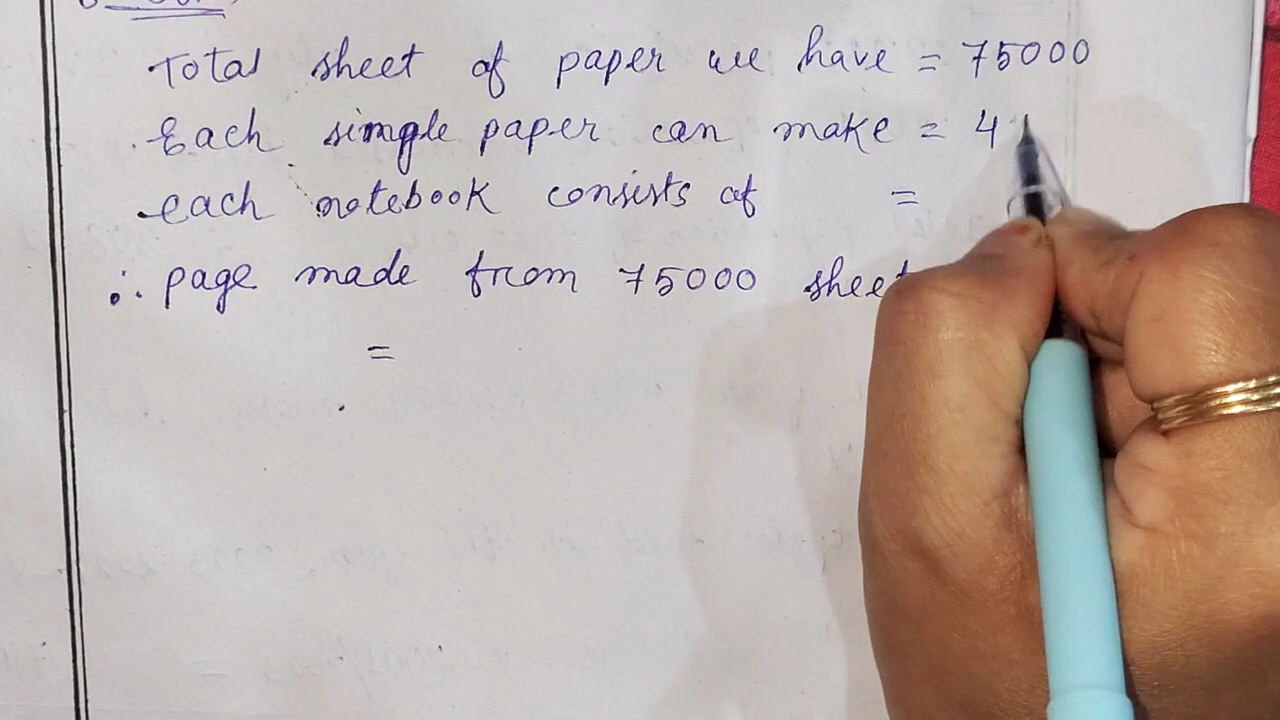 Total sheet of paper we have = 75000
Each simgle paper can make = 4
each notebook consists of =
∴ page made from 75000 sheet
=